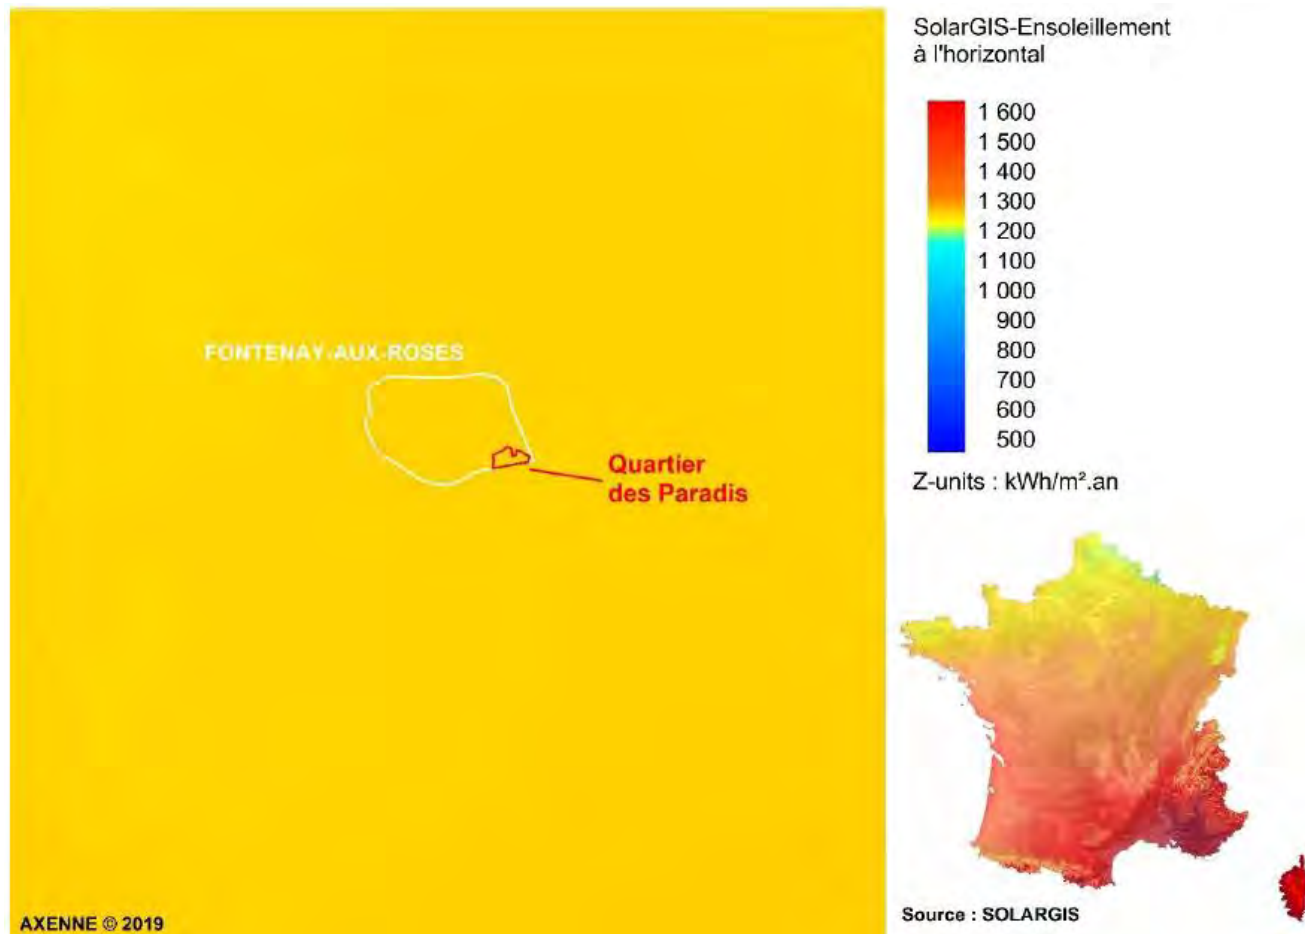 SolarGIS-Ensoleillement
à l'horizontal
1 600
1 500
1 400
1 300
1 200
1 100
1 000
900
800
700
600
500
Z-units : kWh/m².an
FONTENAY-AUX-ROSES
Quartier
des Paradis
Source : SOLARGIS
AXENNE © 2019